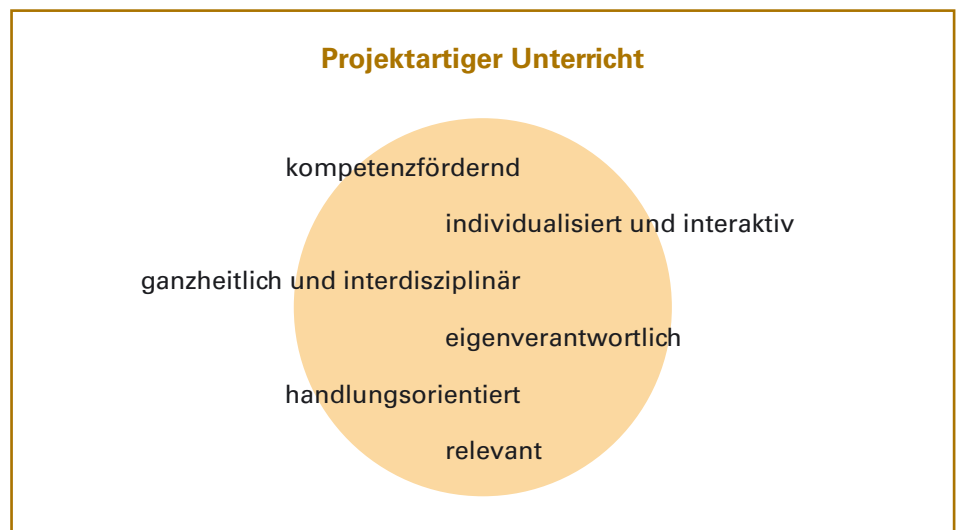 Projektartiger Unterricht
kompetenzfördernd
individualisiert und interaktiv
ganzheitlich und interdisziplinär
eigenverantwortlich
handlungsorientiert
relevant